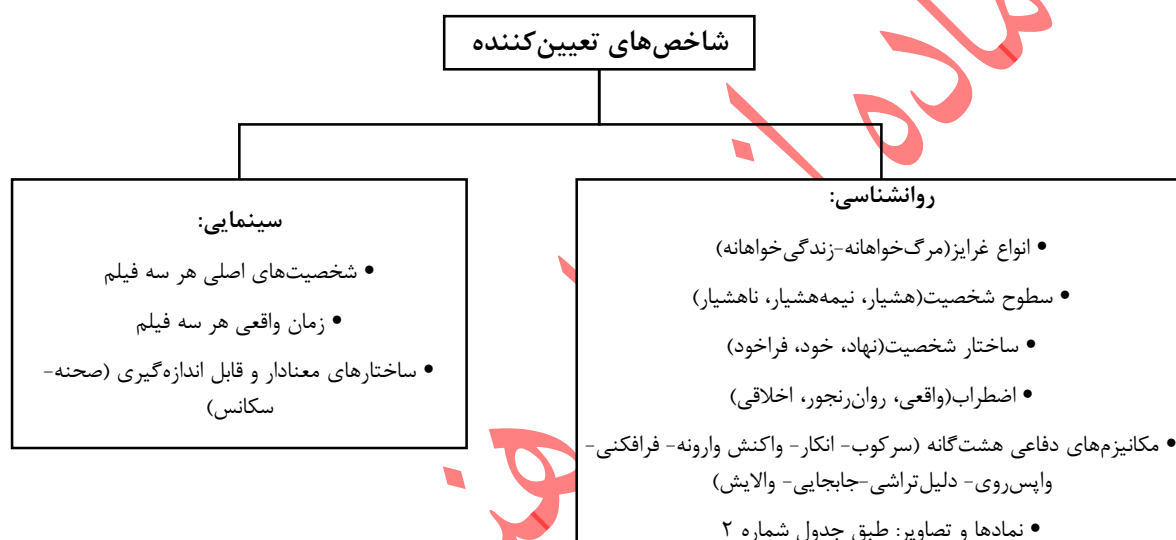 شاخص‌های تعیین‌کننده
روانشناسی:
• انواع غرایز(مرگ‌خواهانه-زندگی‌خواهانه)
• سطوح شخصیت(هشیار، نیمه‌هشیار، ناهشیار)
• ساختار شخصیت(نهاد، خود، فراخود)
• اضطراب(واقعی، روان‌رنجور، اخلاقی)
• مکانیزم‌های دفاعی هشت‌گانه (سرکوب- انکار- واکنش وارونه- فرافکنی-
واپس‌روی- دلیل‌تراشی-جابجایی- والایش)
• نمادها و تصاویر: طبق جدول شماره ۲
سینمایی:
• شخصیت‌های اصلی هر سه فیلم
• زمان واقعی هر سه فیلم
• ساختارهای معنادار و قابل اندازه‌گیری (صحنه-
سکانس)